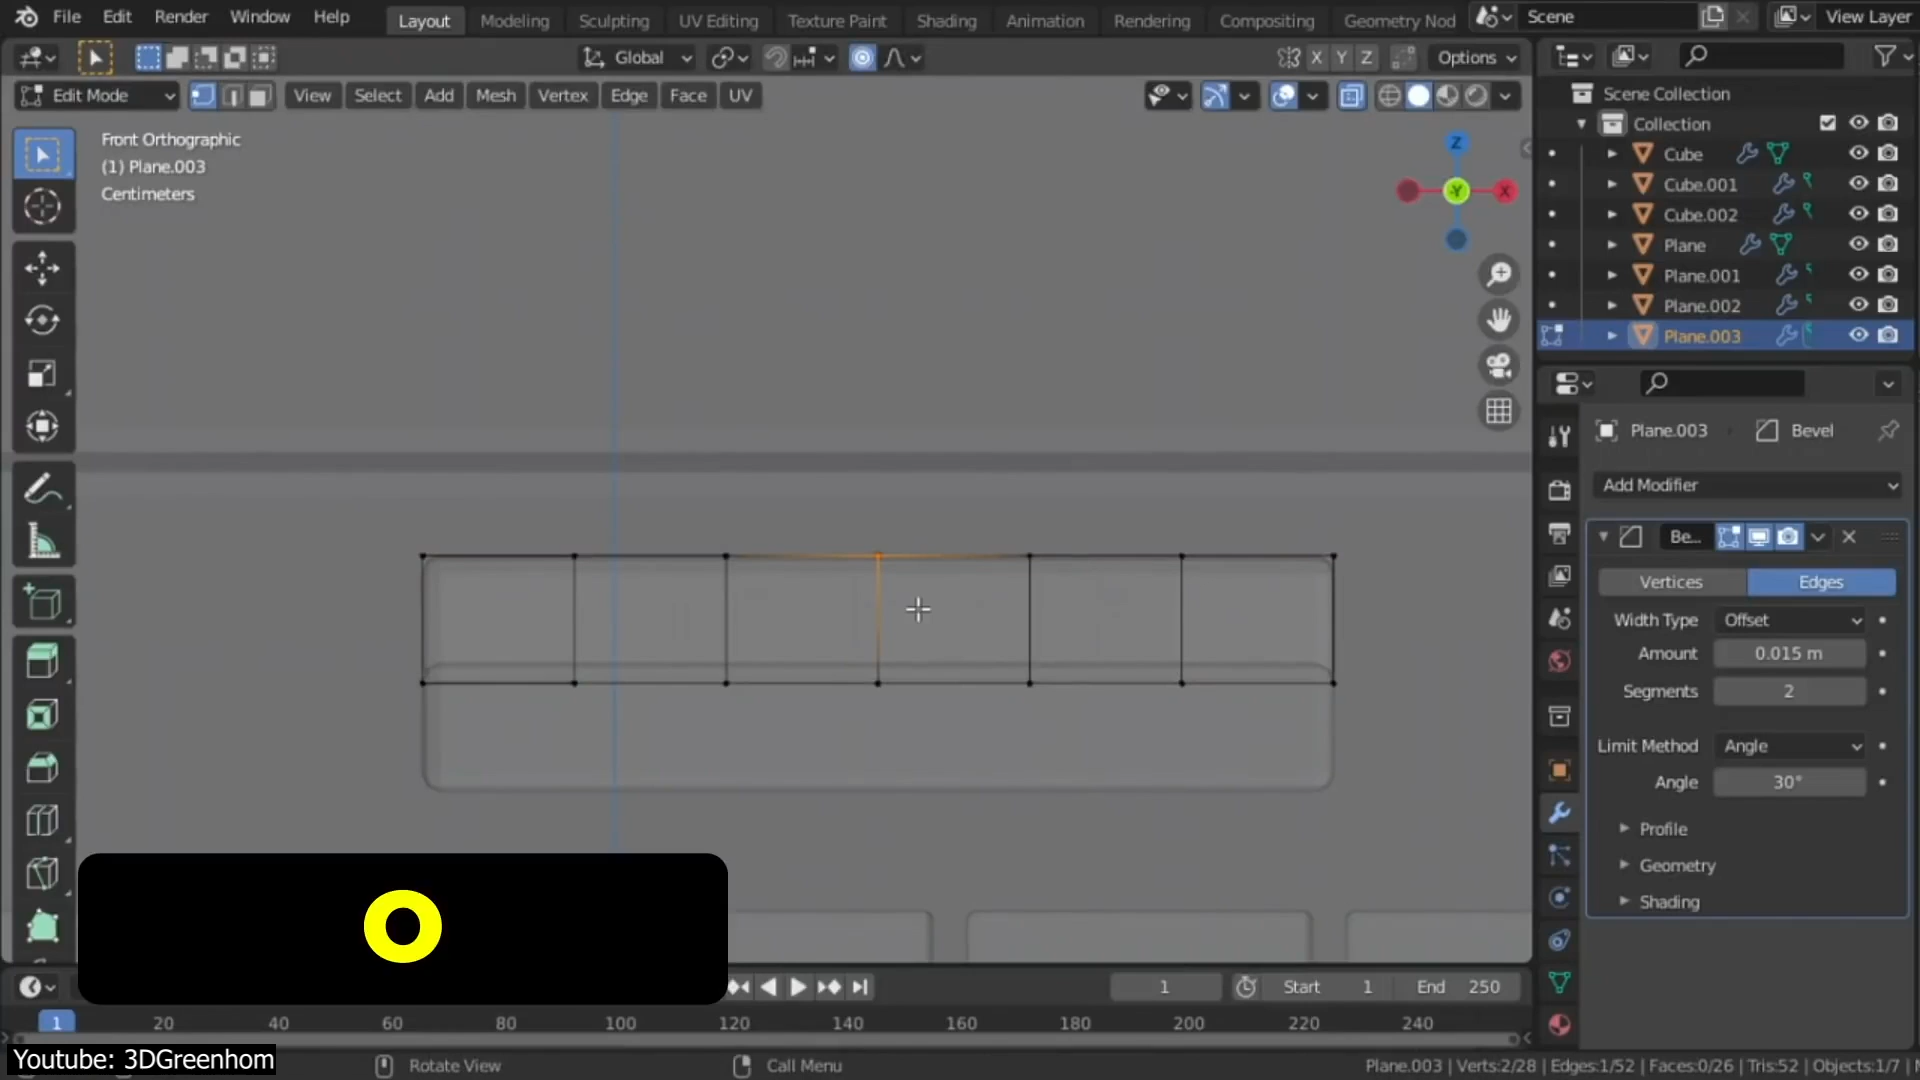 File Edit Render Window Help Layout Modeling Sculpting UV Editing Texture Paint Shading Animation Rendering Compositing Geometry Nod Scene View Layer
Global X Y Z Options
Edit Mode View Select Add Mesh Vertex Edge Face UV
Front Orthographic
(1) Plane.003
Centimeters
Z
Y X
Scene Collection
Collection
Cube
Cube.001
Cube.002
Plane
Plane.001
Plane.002
Plane.003
Plane.003 Bevel
Add Modifier
Be...
Vertices Edges
Width Type Offset
Amount 0.015 m
Segments 2
Limit Method Angle
Angle 30°
Profile
Geometry
Shading
O
1 Start 1 End 250
1 20 40 60 80 100 120 140 160 180 200 220 240
Youtube: 3DGreenhom Rotate View Call Menu Plane.003 | Verts:2/28 | Edges:1/52 | Faces:0/26 | Tris:52 | Objects:1/7 |